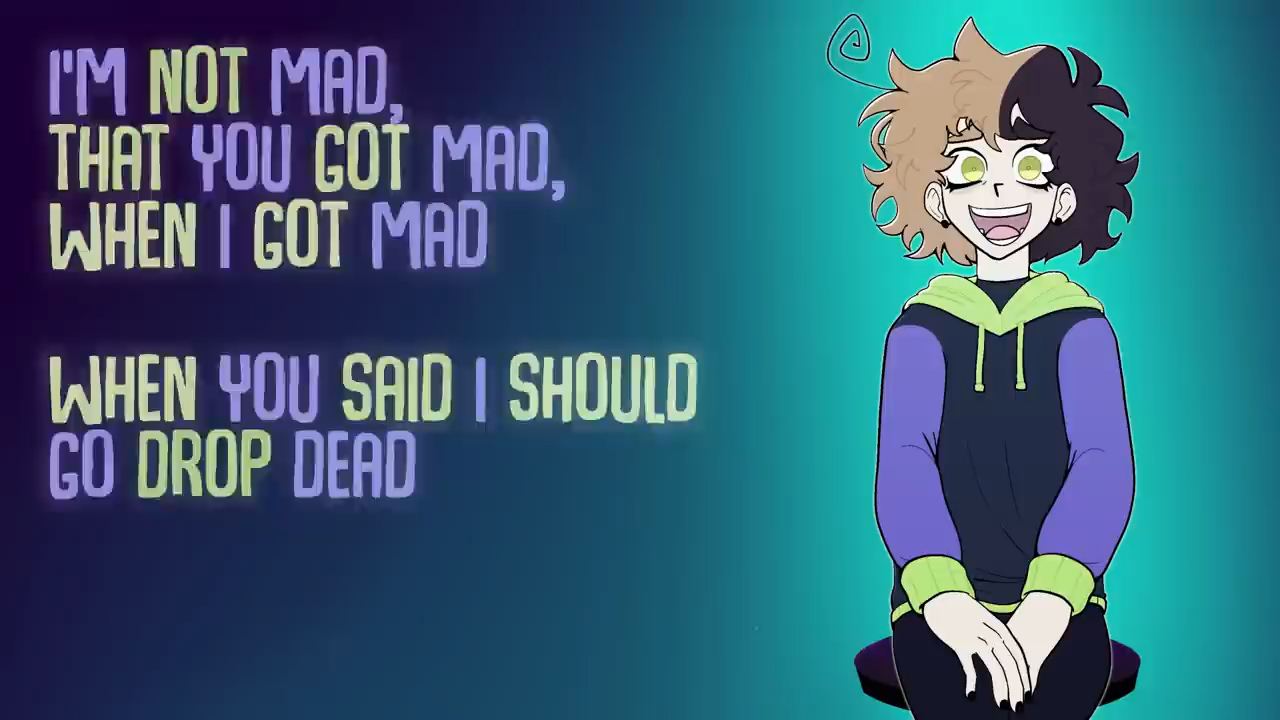 I'M NOT MAD,
THAT YOU GOT MAD,
WHEN I GOT MAD
WHEN YOU SAID I SHOULD
GO DROP DEAD